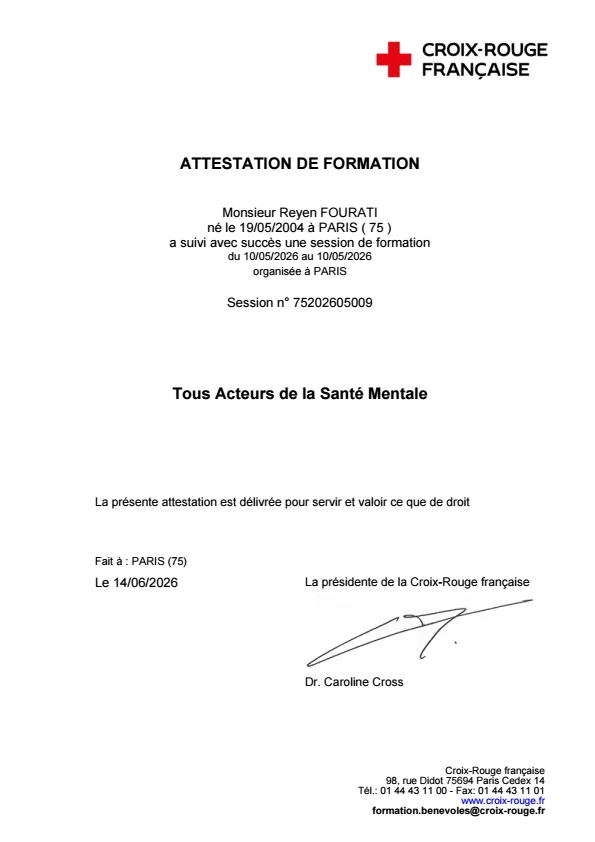 CROIX-ROUGE
FRANÇAISE
ATTESTATION DE FORMATION
Monsieur Reyen FOURATI
né le 19/05/2004 à PARIS ( 75 )
a suivi avec succès une session de formation
du 10/05/2026 au 10/05/2026
organisée à PARIS
Session n° 75202605009
Tous Acteurs de la Santé Mentale
La présente attestation est délivrée pour servir et valoir ce que de droit
Fait à : PARIS (75)
Le 14/06/2026
La présidente de la Croix-Rouge française
Dr. Caroline Cross
Croix-Rouge française
98, rue Didot 75694 Paris Cedex 14
Tél.: 01 44 43 11 00 - Fax: 01 44 43 11 01
www.croix-rouge.fr
formation.benevoles@croix-rouge.fr